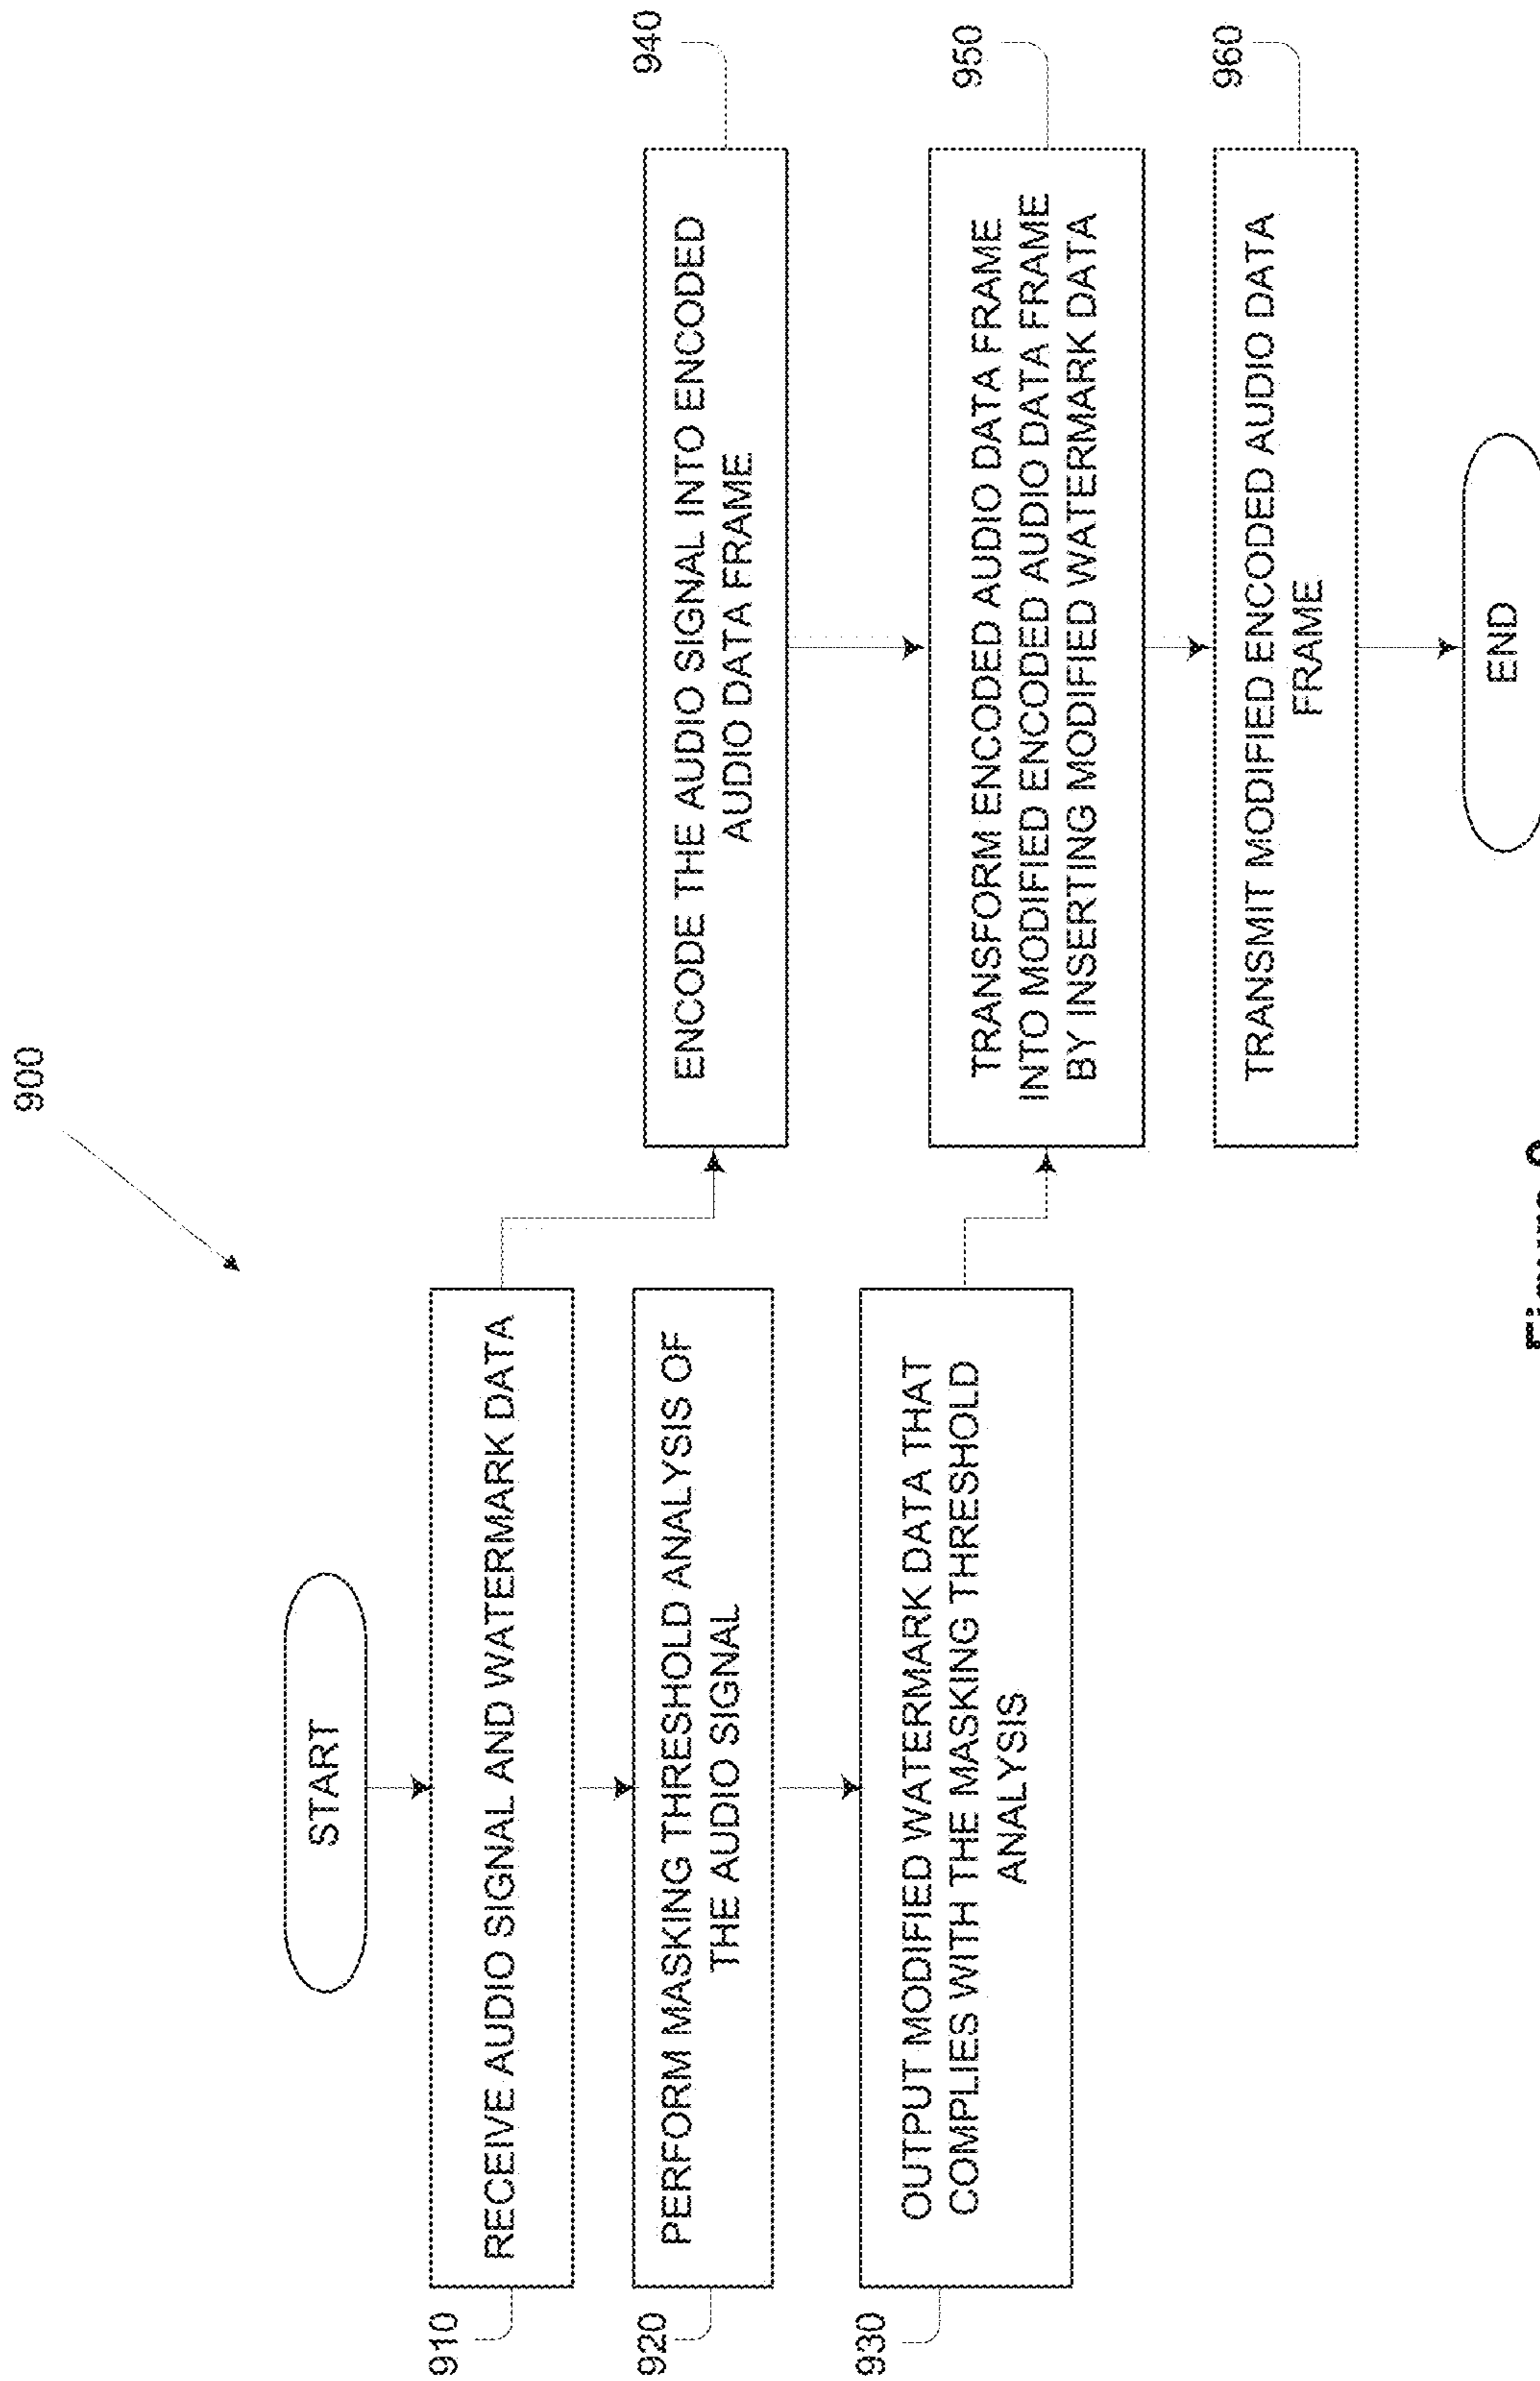 900
START
910
RECEIVE AUDIO SIGNAL AND WATERMARK DATA
920
PERFORM MASKING THRESHOLD ANALYSIS OF
THE AUDIO SIGNAL
930
OUTPUT MODIFIED WATERMARK DATA THAT
COMPLIES WITH THE MASKING THRESHOLD
ANALYSIS
940
ENCODE THE AUDIO SIGNAL INTO ENCODED
AUDIO DATA FRAME
950
TRANSFORM ENCODED AUDIO DATA FRAME
INTO MODIFIED ENCODED AUDIO DATA FRAME
BY INSERTING MODIFIED WATERMARK DATA
960
TRANSMIT MODIFIED ENCODED AUDIO DATA
FRAME
END